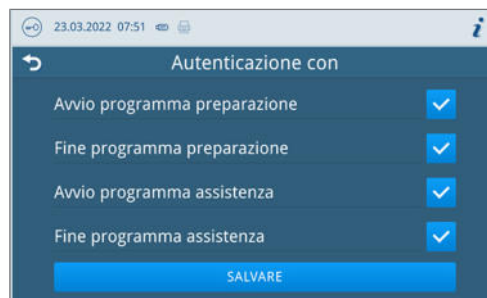 23.03.2022 07:51
i
Autenticazione con
Avvio programma preparazione
Fine programma preparazione
Avvio programma assistenza
Fine programma assistenza
SALVARE